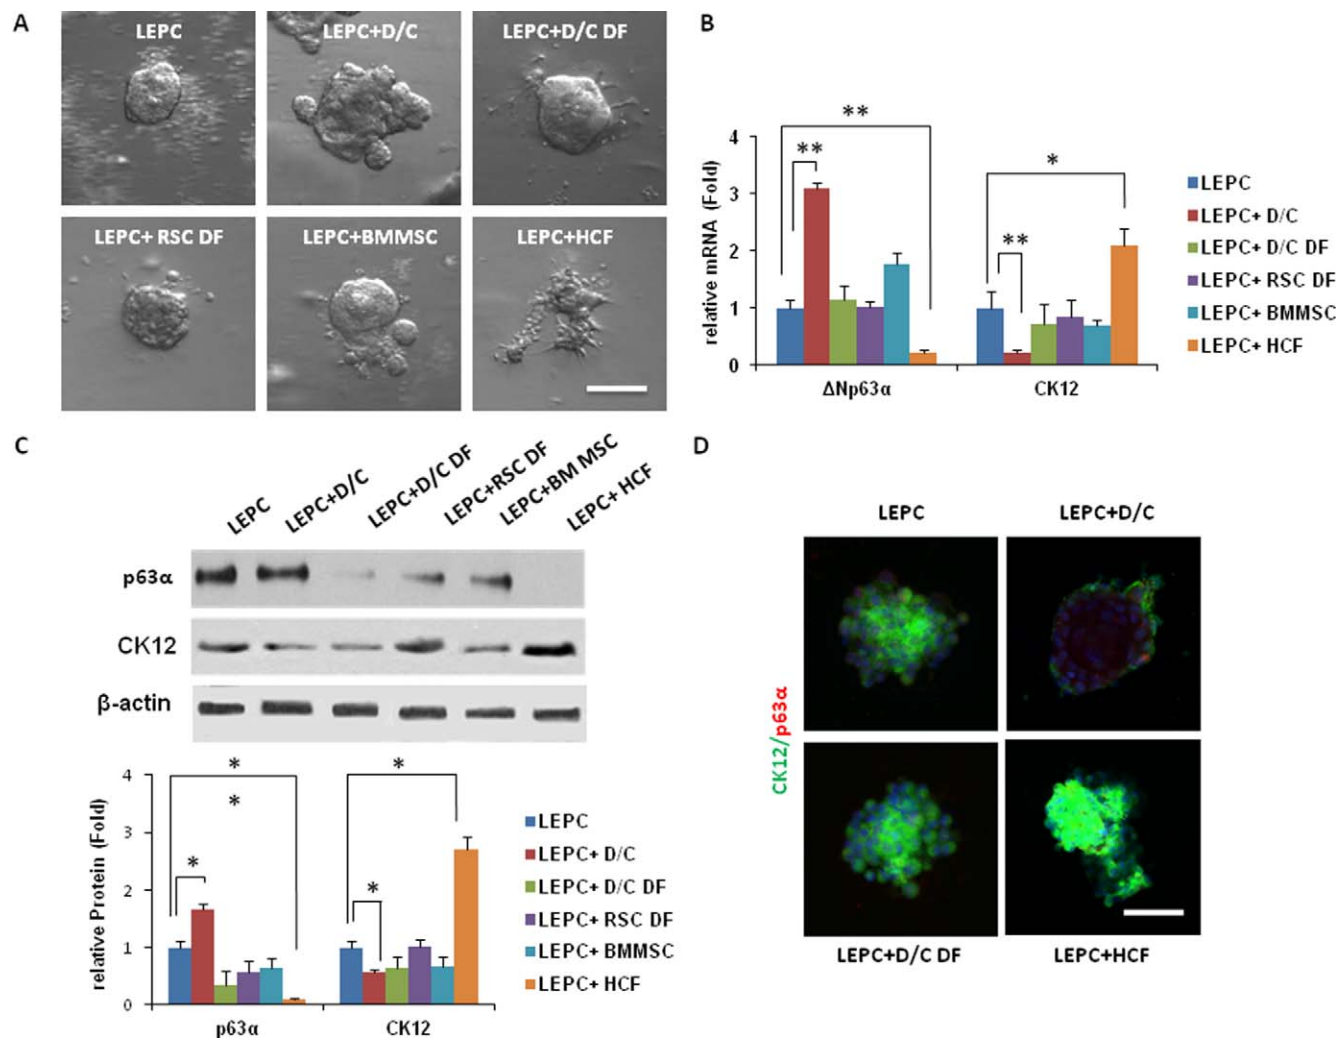 A
LEPC
LEPC+D/C
LEPC+D/C DF
LEPC+ RSC DF
LEPC+BMMSC
LEPC+HCF
B
relative mRNA (Fold)
4
3
2
1
0
**
**
**
*
ΔNp63α
CK12
LEPC
LEPC+ D/C
LEPC+ D/C DF
LEPC+ RSC DF
LEPC+ BMMSC
LEPC+ HCF
C
LEPC
LEPC+D/C
LEPC+D/C DF
LEPC+RSC DF
LEPC+BM MSC
LEPC+ HCF
p63α
CK12
β-actin
relative Protein (Fold)
4
3
2
1
0
*
*
*
*
*
p63α
CK12
LEPC
LEPC+ D/C
LEPC+ D/C DF
LEPC+ RSC DF
LEPC+ BMMSC
LEPC+ HCF
D
LEPC
LEPC+D/C
CK12/p63α
LEPC+D/C DF
LEPC+HCF